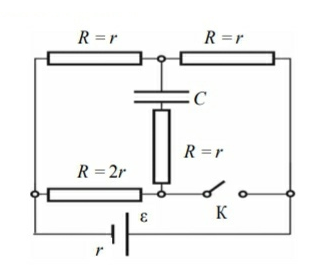 R = r R = r
C
R = r
R = 2r
ε K
r